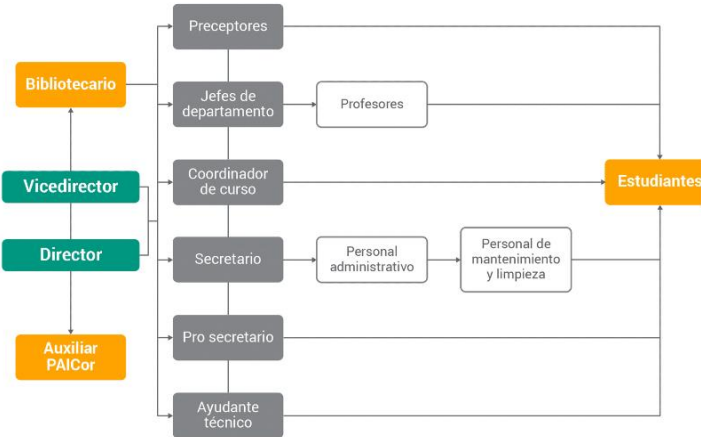 Preceptores
Bibliotecario
Jefes de
departamento
Profesores
Vicedirector
Coordinador
de curso
Estudiantes
Director
Secretario
Personal
administrativo
Personal de
mantenimiento
y limpieza
Auxiliar
PAICor
Pro secretario
Ayudante
técnico